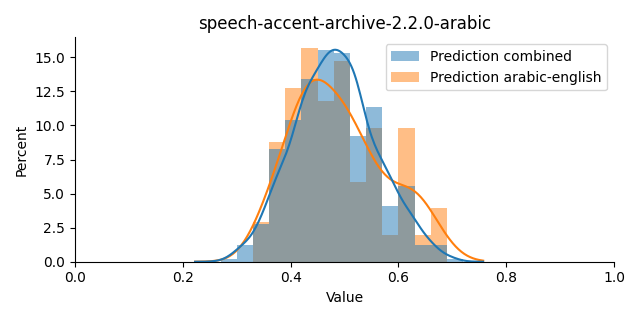 speech-accent-archive-2.2.0-arabic
Prediction combined
Prediction arabic-english
Percent
15.0
12.5
10.0
7.5
5.0
2.5
0.0
0.0 0.2 0.4 0.6 0.8 1.0
Value